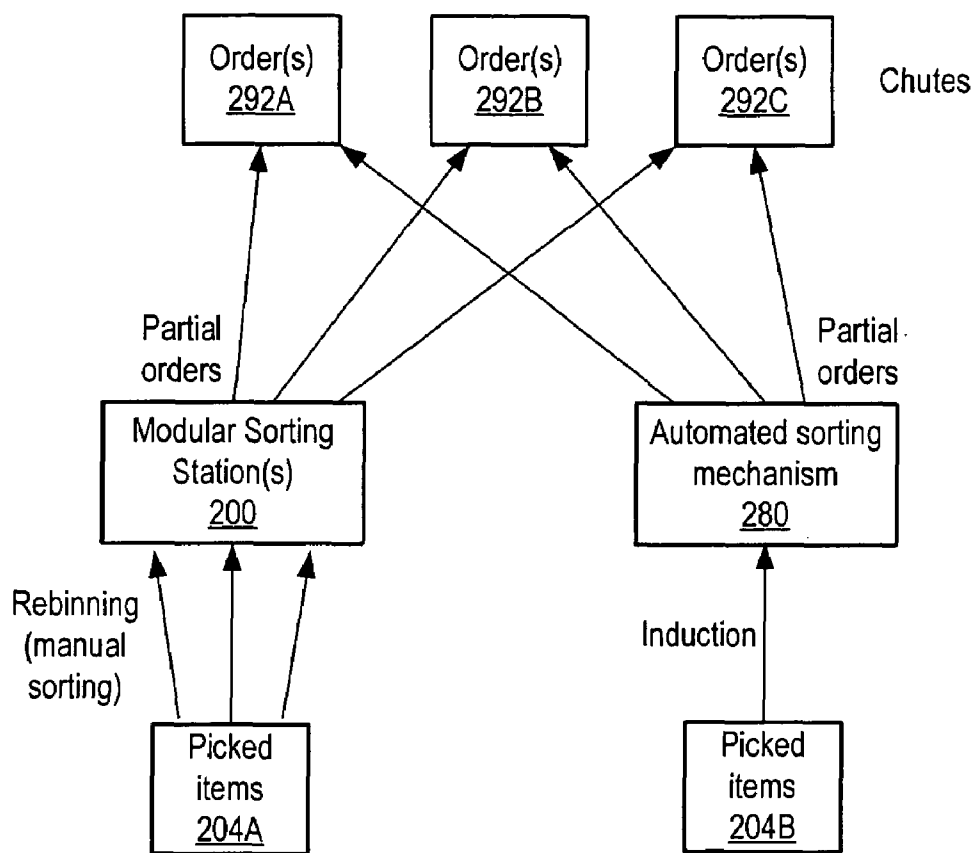 Order(s)
292A
Order(s)
292B
Order(s)
292C
Chutes
Partial
orders
Partial
orders
Modular Sorting
Station(s)
200
Automated sorting
mechanism
280
Rebinning
(manual
sorting)
Induction
Picked
items
204A
Picked
items
204B